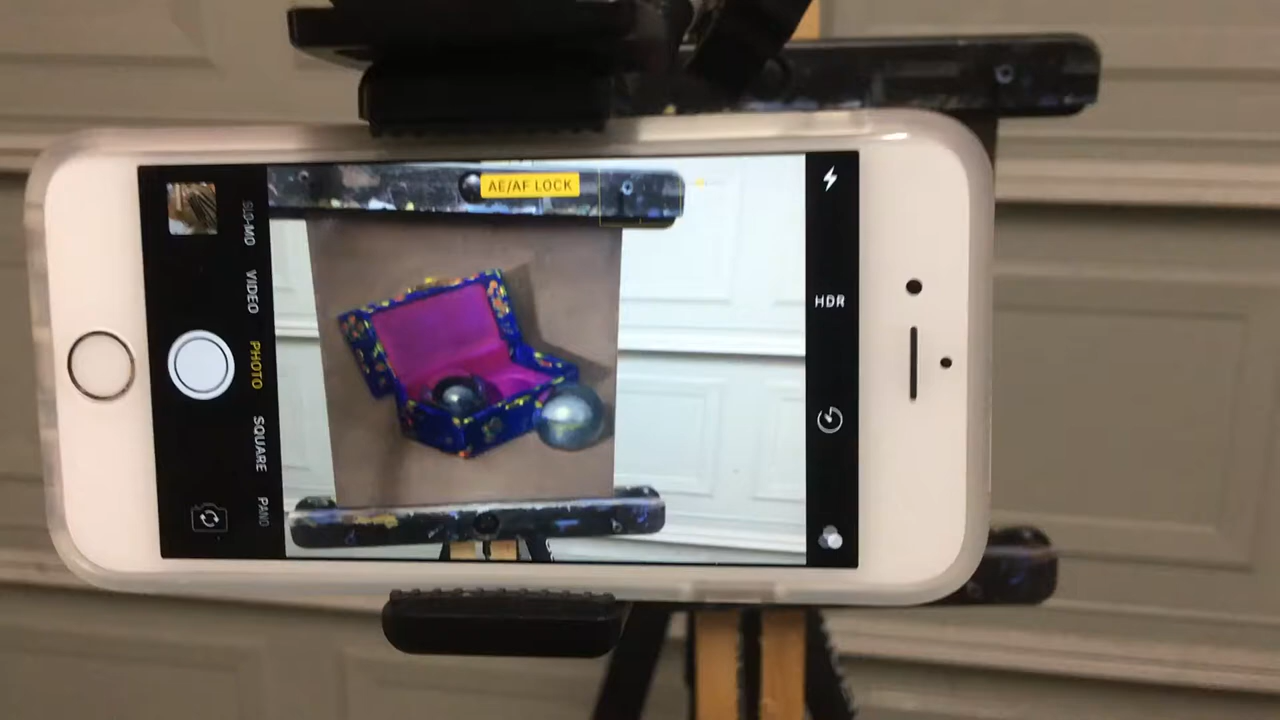 AE/AF LOCK
HDR
SLO-MO
VIDEO
PHOTO
SQUARE
PANO